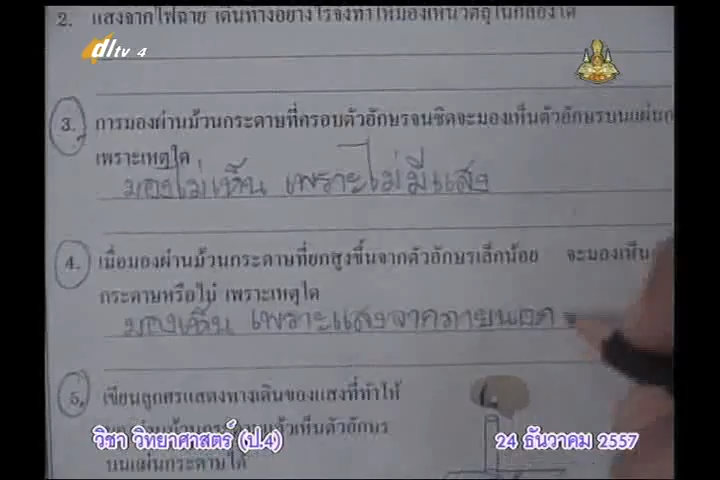 2. แสงจากไฟฉาย เดินทางอย่างไรจึงทำให้มองเห็นวัตถุในกล่องได้
dltv 4
3. การมองผ่านม้วนกระดาษที่ครอบตัวอักษรจนชิดจะมองเห็นตัวอักษรบนแผ่น
เพราะเหตุใด
มองไม่เห็น เพราะไม่มีแสง
4. เมื่อมองผ่านม้วนกระดาษที่ยกสูงขึ้นจากตัวอักษรเล็กน้อย จะมองเห็น
กระดาษหรือไม่ เพราะเหตุใด
มองเห็น เพราะแสงจากภายนอก
5. เขียนลูกศรแสดงทางเดินของแสงที่ทำให้
ผ่านม้วนกระดาษแล้วเห็นตัวอักษร
บนแผ่นกระดาษได้
วิชา วิทยาศาสตร์ (ป.4)
24 ธันวาคม 2557